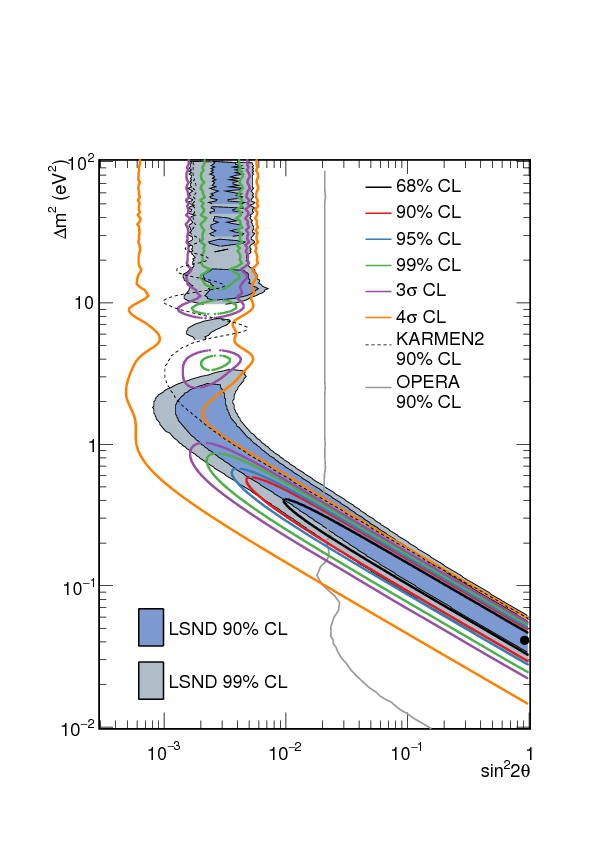 Δm² (eV²)
10²
10
1
10⁻¹
10⁻²
68% CL
90% CL
95% CL
99% CL
3σ CL
4σ CL
KARMEN2
90% CL
OPERA
90% CL
LSND 90% CL
LSND 99% CL
10⁻³
10⁻²
10⁻¹
1
sin²2θ